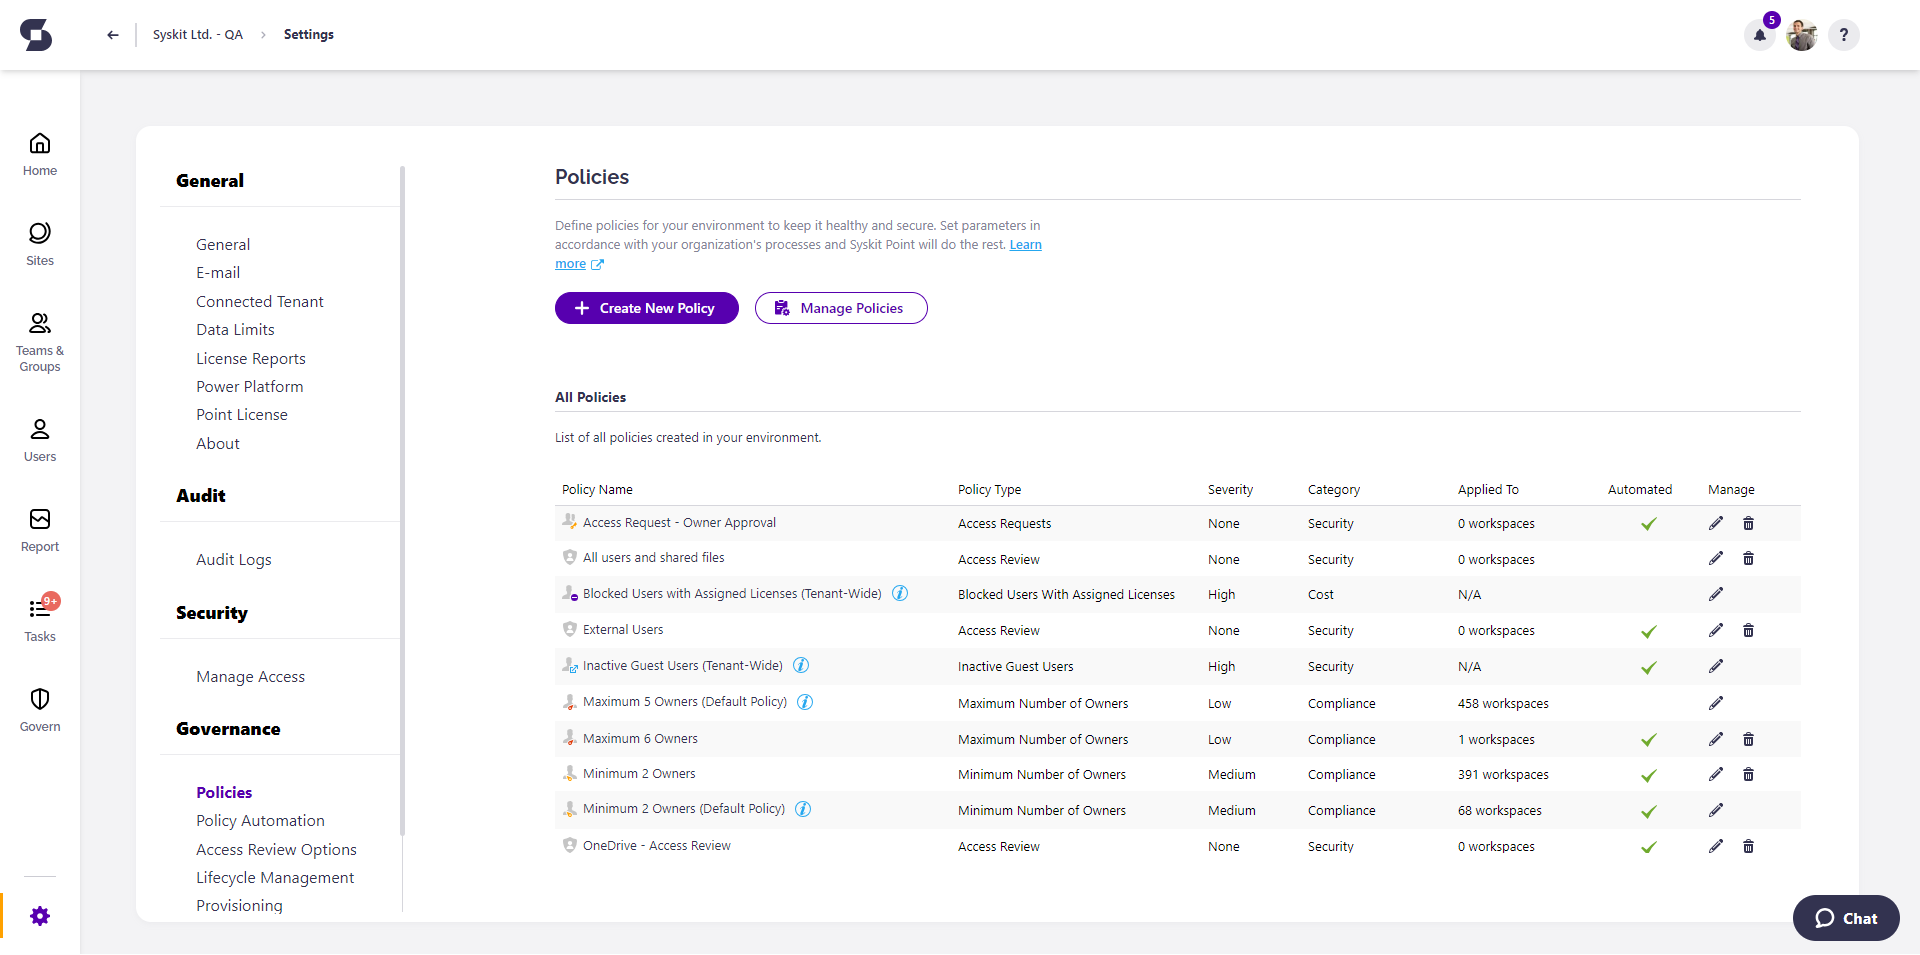 Syskit Ltd. - QA > Settings
5
?
Home
Sites
Teams &
Groups
Users
Report
9+
Tasks
Govern
General
General
E-mail
Connected Tenant
Data Limits
License Reports
Power Platform
Point License
About
Audit
Audit Logs
Security
Manage Access
Governance
Policies
Policy Automation
Access Review Options
Lifecycle Management
Provisioning
Policies
Define policies for your environment to keep it healthy and secure. Set parameters in
accordance with your organization's processes and Syskit Point will do the rest. Learn
more
+ Create New Policy
Manage Policies
All Policies
List of all policies created in your environment.
Policy Name Policy Type Severity Category Applied To Automated Manage
Access Request - Owner Approval Access Requests None Security 0 workspaces
All users and shared files Access Review None Security 0 workspaces
Blocked Users with Assigned Licenses (Tenant-Wide) i Blocked Users With Assigned Licenses High Cost N/A
External Users Access Review None Security 0 workspaces
Inactive Guest Users (Tenant-Wide) i Inactive Guest Users High Security N/A
Maximum 5 Owners (Default Policy) i Maximum Number of Owners Low Compliance 458 workspaces
Maximum 6 Owners Maximum Number of Owners Low Compliance 1 workspaces
Minimum 2 Owners Minimum Number of Owners Medium Compliance 391 workspaces
Minimum 2 Owners (Default Policy) i Minimum Number of Owners Medium Compliance 68 workspaces
OneDrive - Access Review Access Review None Security 0 workspaces
Chat